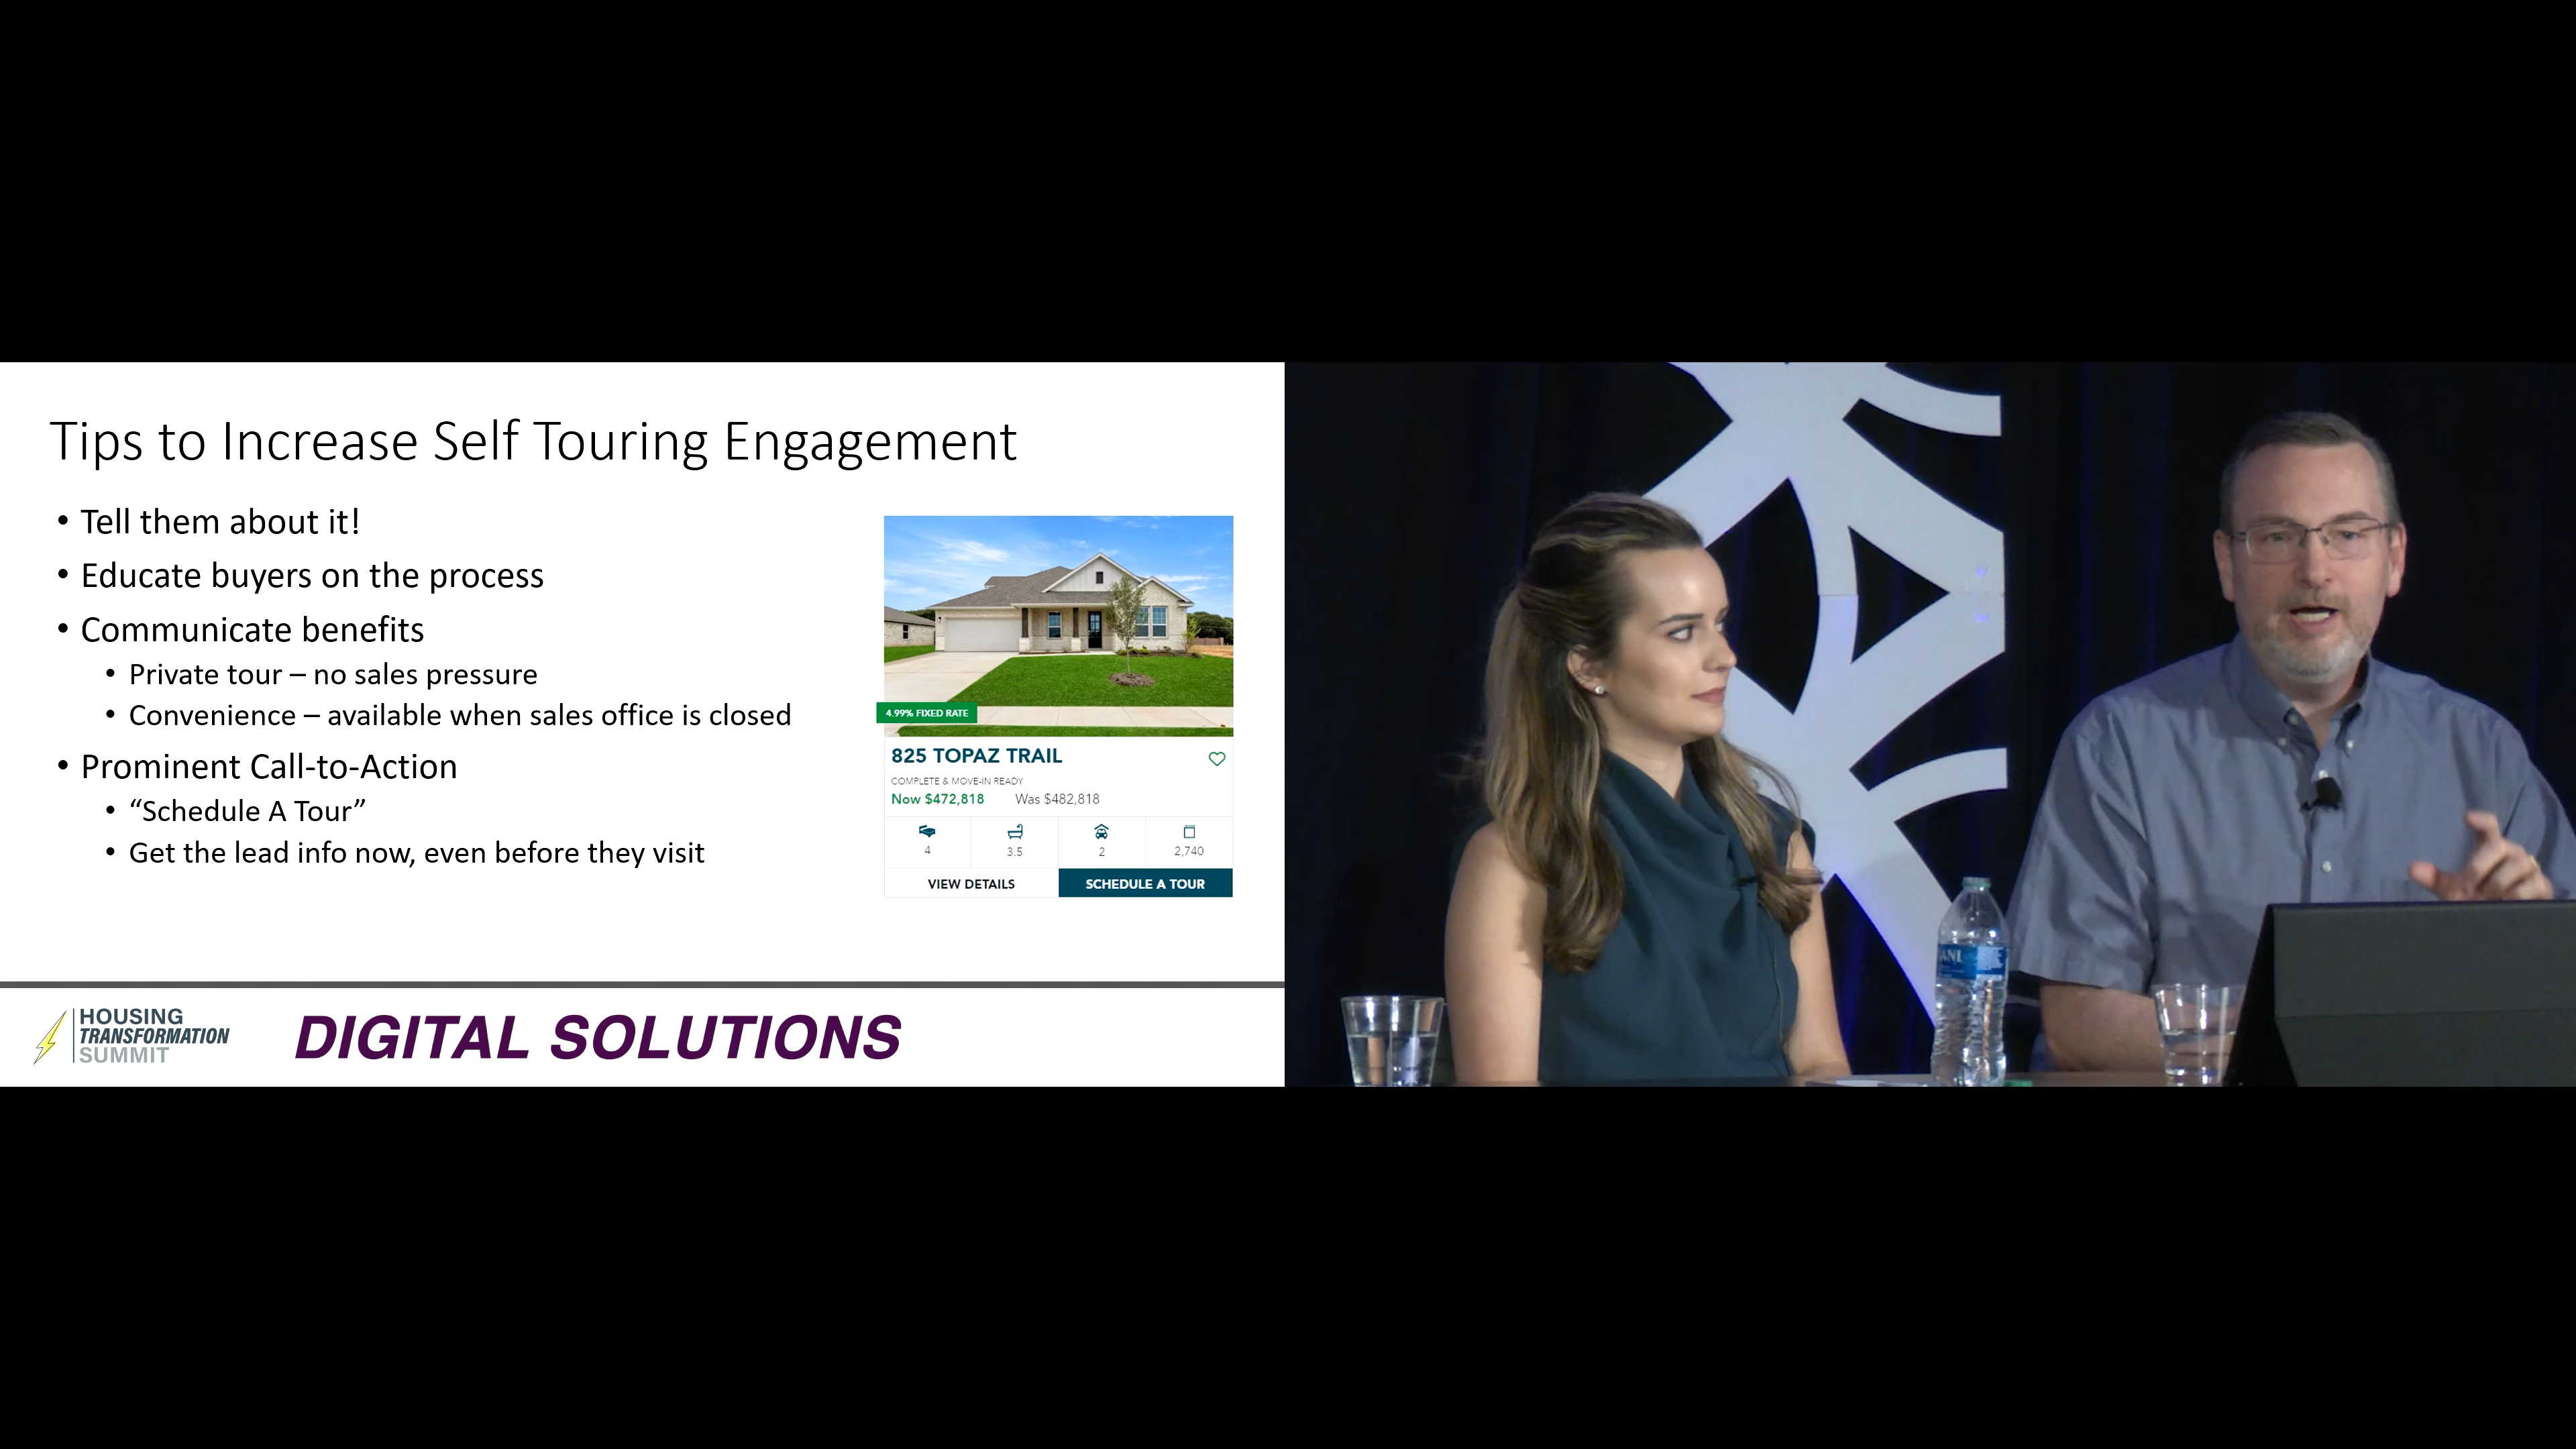 Tips to Increase Self Touring Engagement
• Tell them about it!
• Educate buyers on the process
• Communicate benefits
• Private tour – no sales pressure
• Convenience – available when sales office is closed
• Prominent Call-to-Action
• “Schedule A Tour”
• Get the lead info now, even before they visit
4.99% FIXED RATE
825 TOPAZ TRAIL
COMPLETE & MOVE-IN READY
Now $472,818 Was $482,818
4 3.5 2 2,740
VIEW DETAILS SCHEDULE A TOUR
HOUSING
TRANSFORMATION
SUMMIT
DIGITAL SOLUTIONS